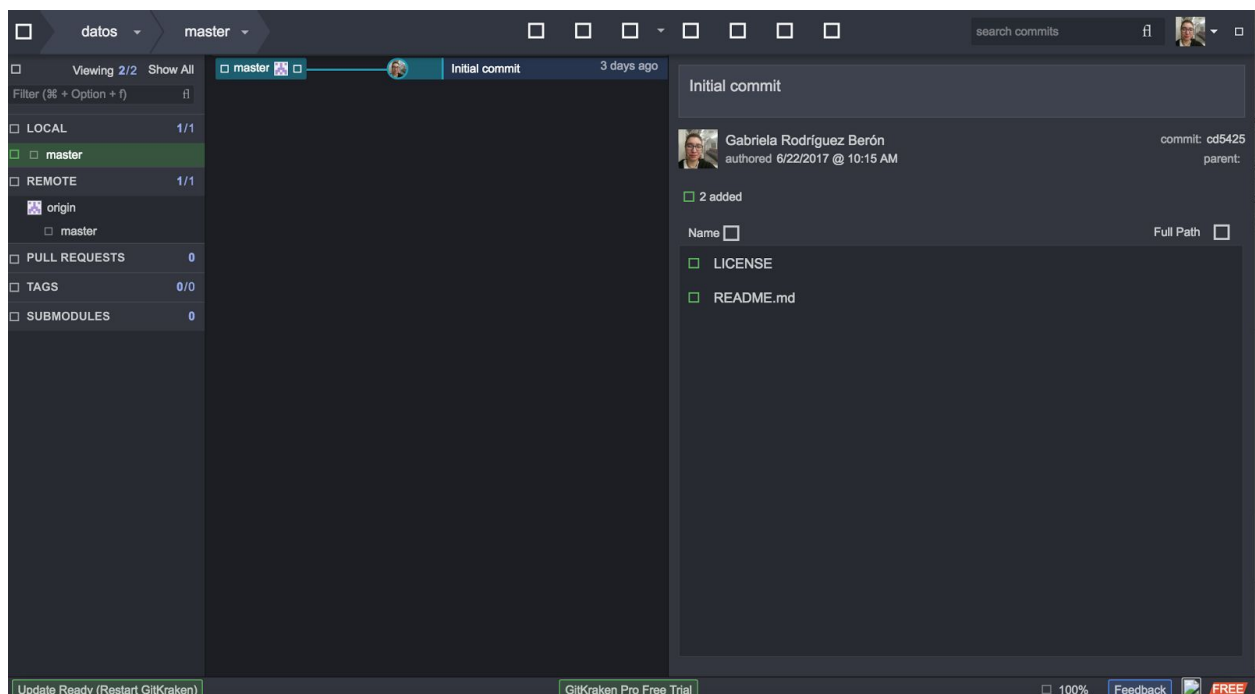 datos master search commits
Viewing 2/2 Show All
Filter (⌘ + Option + f)
LOCAL 1/1
master
REMOTE 1/1
origin
master
PULL REQUESTS 0
TAGS 0/0
SUBMODULES 0
master Initial commit 3 days ago
Initial commit
Gabriela Rodríguez Berón
authored 6/22/2017 @ 10:15 AM
commit: cd5425
parent:
2 added
Name Full Path
LICENSE
README.md
Update Ready (Restart GitKraken) GitKraken Pro Free Trial 100% Feedback FREE